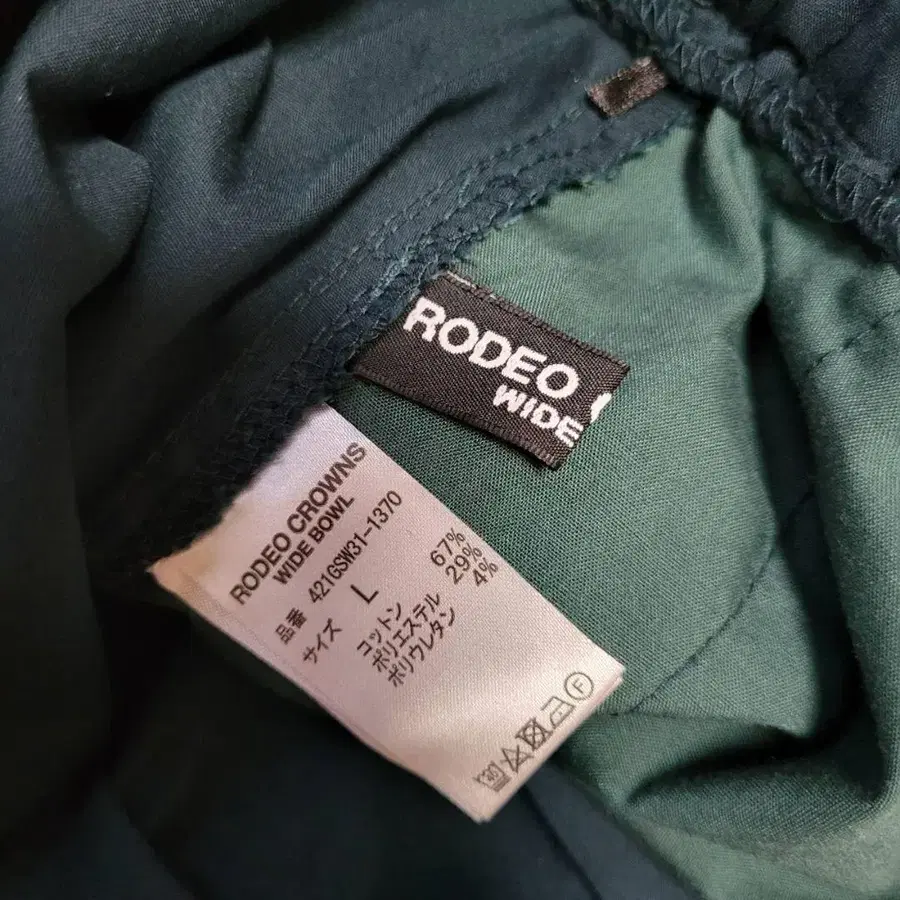 RODEO
WIDE
RODEO CROWNS
WIDE BOWL
品番 421GSW31-1370
サイズ L
コットン 67%
ポリエステル 29%
ポリウレタン 4%
30
F